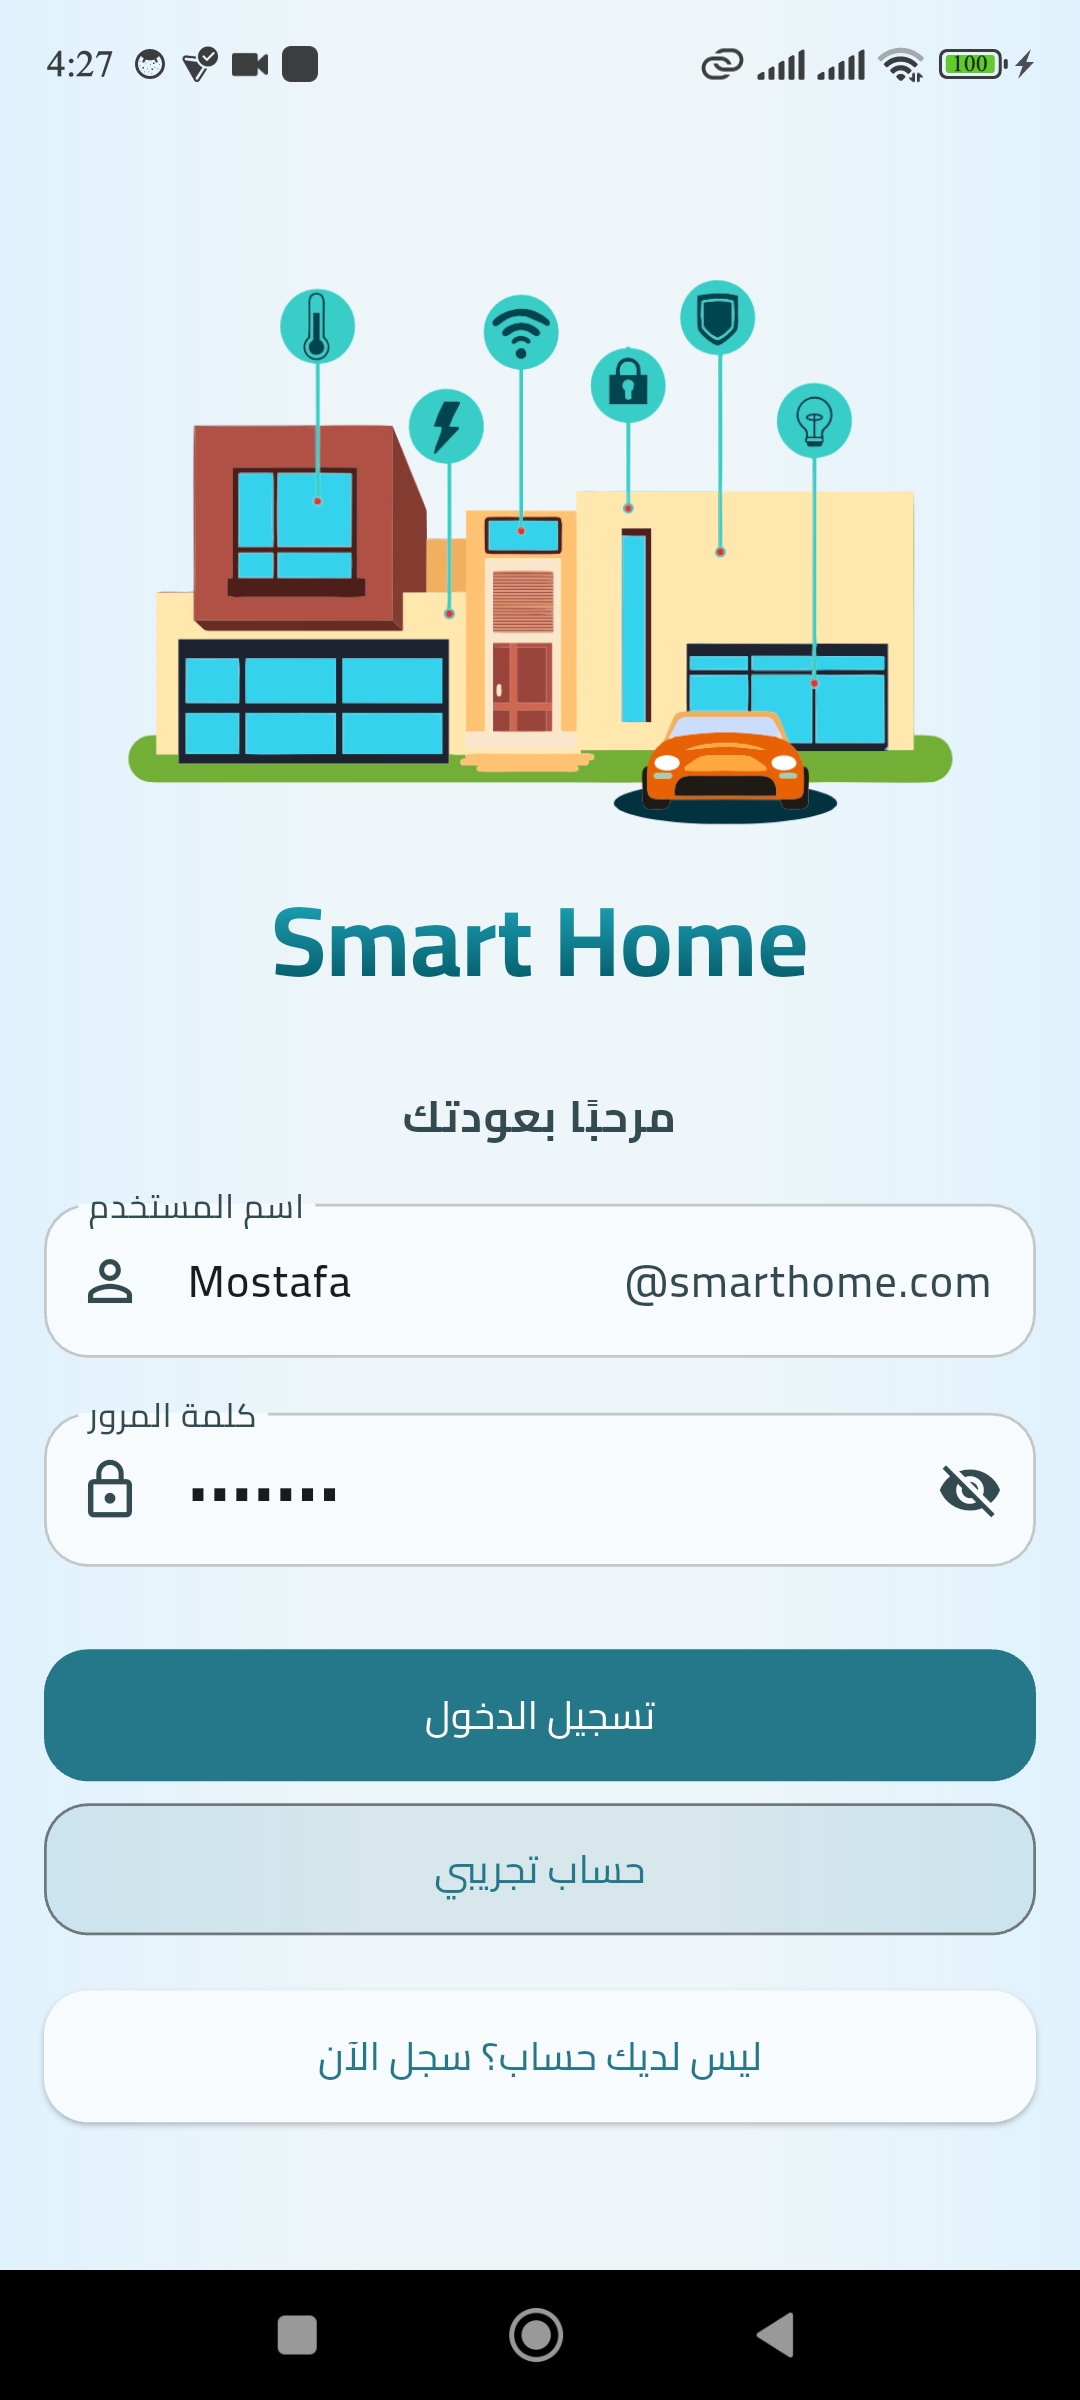 4:27
100
Smart Home
مرحبًا بعودتك
اسم المستخدم
Mostafa @smarthome.com
كلمة المرور
تسجيل الدخول
حساب تجريبي
ليس لديك حساب؟ سجل الآن